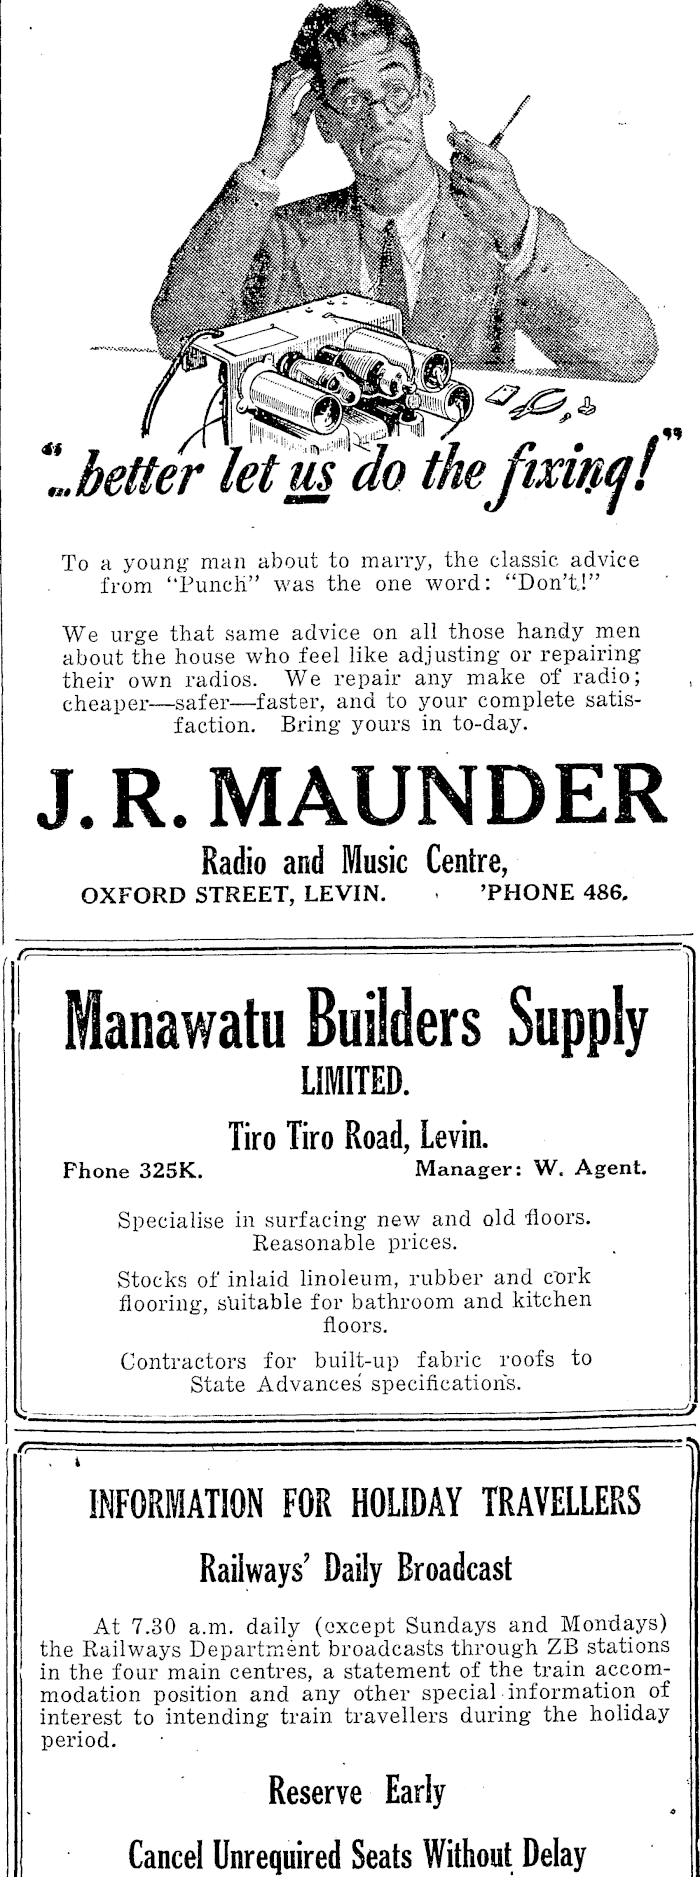 "...better let us do the fixing!"
To a young man about to marry, the classic advice
from "Punch" was the one word: "Don't!"
We urge that same advice on all those handy men
about the house who feel like adjusting or repairing
their own radios. We repair any make of radio;
cheaper—safer—faster, and to your complete satis-
faction. Bring yours in to-day.
J. R. MAUNDER
Radio and Music Centre,
OXFORD STREET, LEVIN. 'PHONE 486.
Manawatu Builders Supply
LIMITED.
Tiro Tiro Road, Levin.
Phone 325K. Manager: W. Agent.
Specialise in surfacing new and old floors.
Reasonable prices.
Stocks of inlaid linoleum, rubber and cork
flooring, suitable for bathroom and kitchen
floors.
Contractors for built-up fabric roofs to
State Advances specifications.
INFORMATION FOR HOLIDAY TRAVELLERS
Railways' Daily Broadcast
At 7.30 a.m. daily (except Sundays and Mondays)
the Railways Department broadcasts through ZB stations
in the four main centres, a statement of the train accom-
modation position and any other special information of
interest to intending train travellers during the holiday
period.
Reserve Early
Cancel Unrequired Seats Without Delay